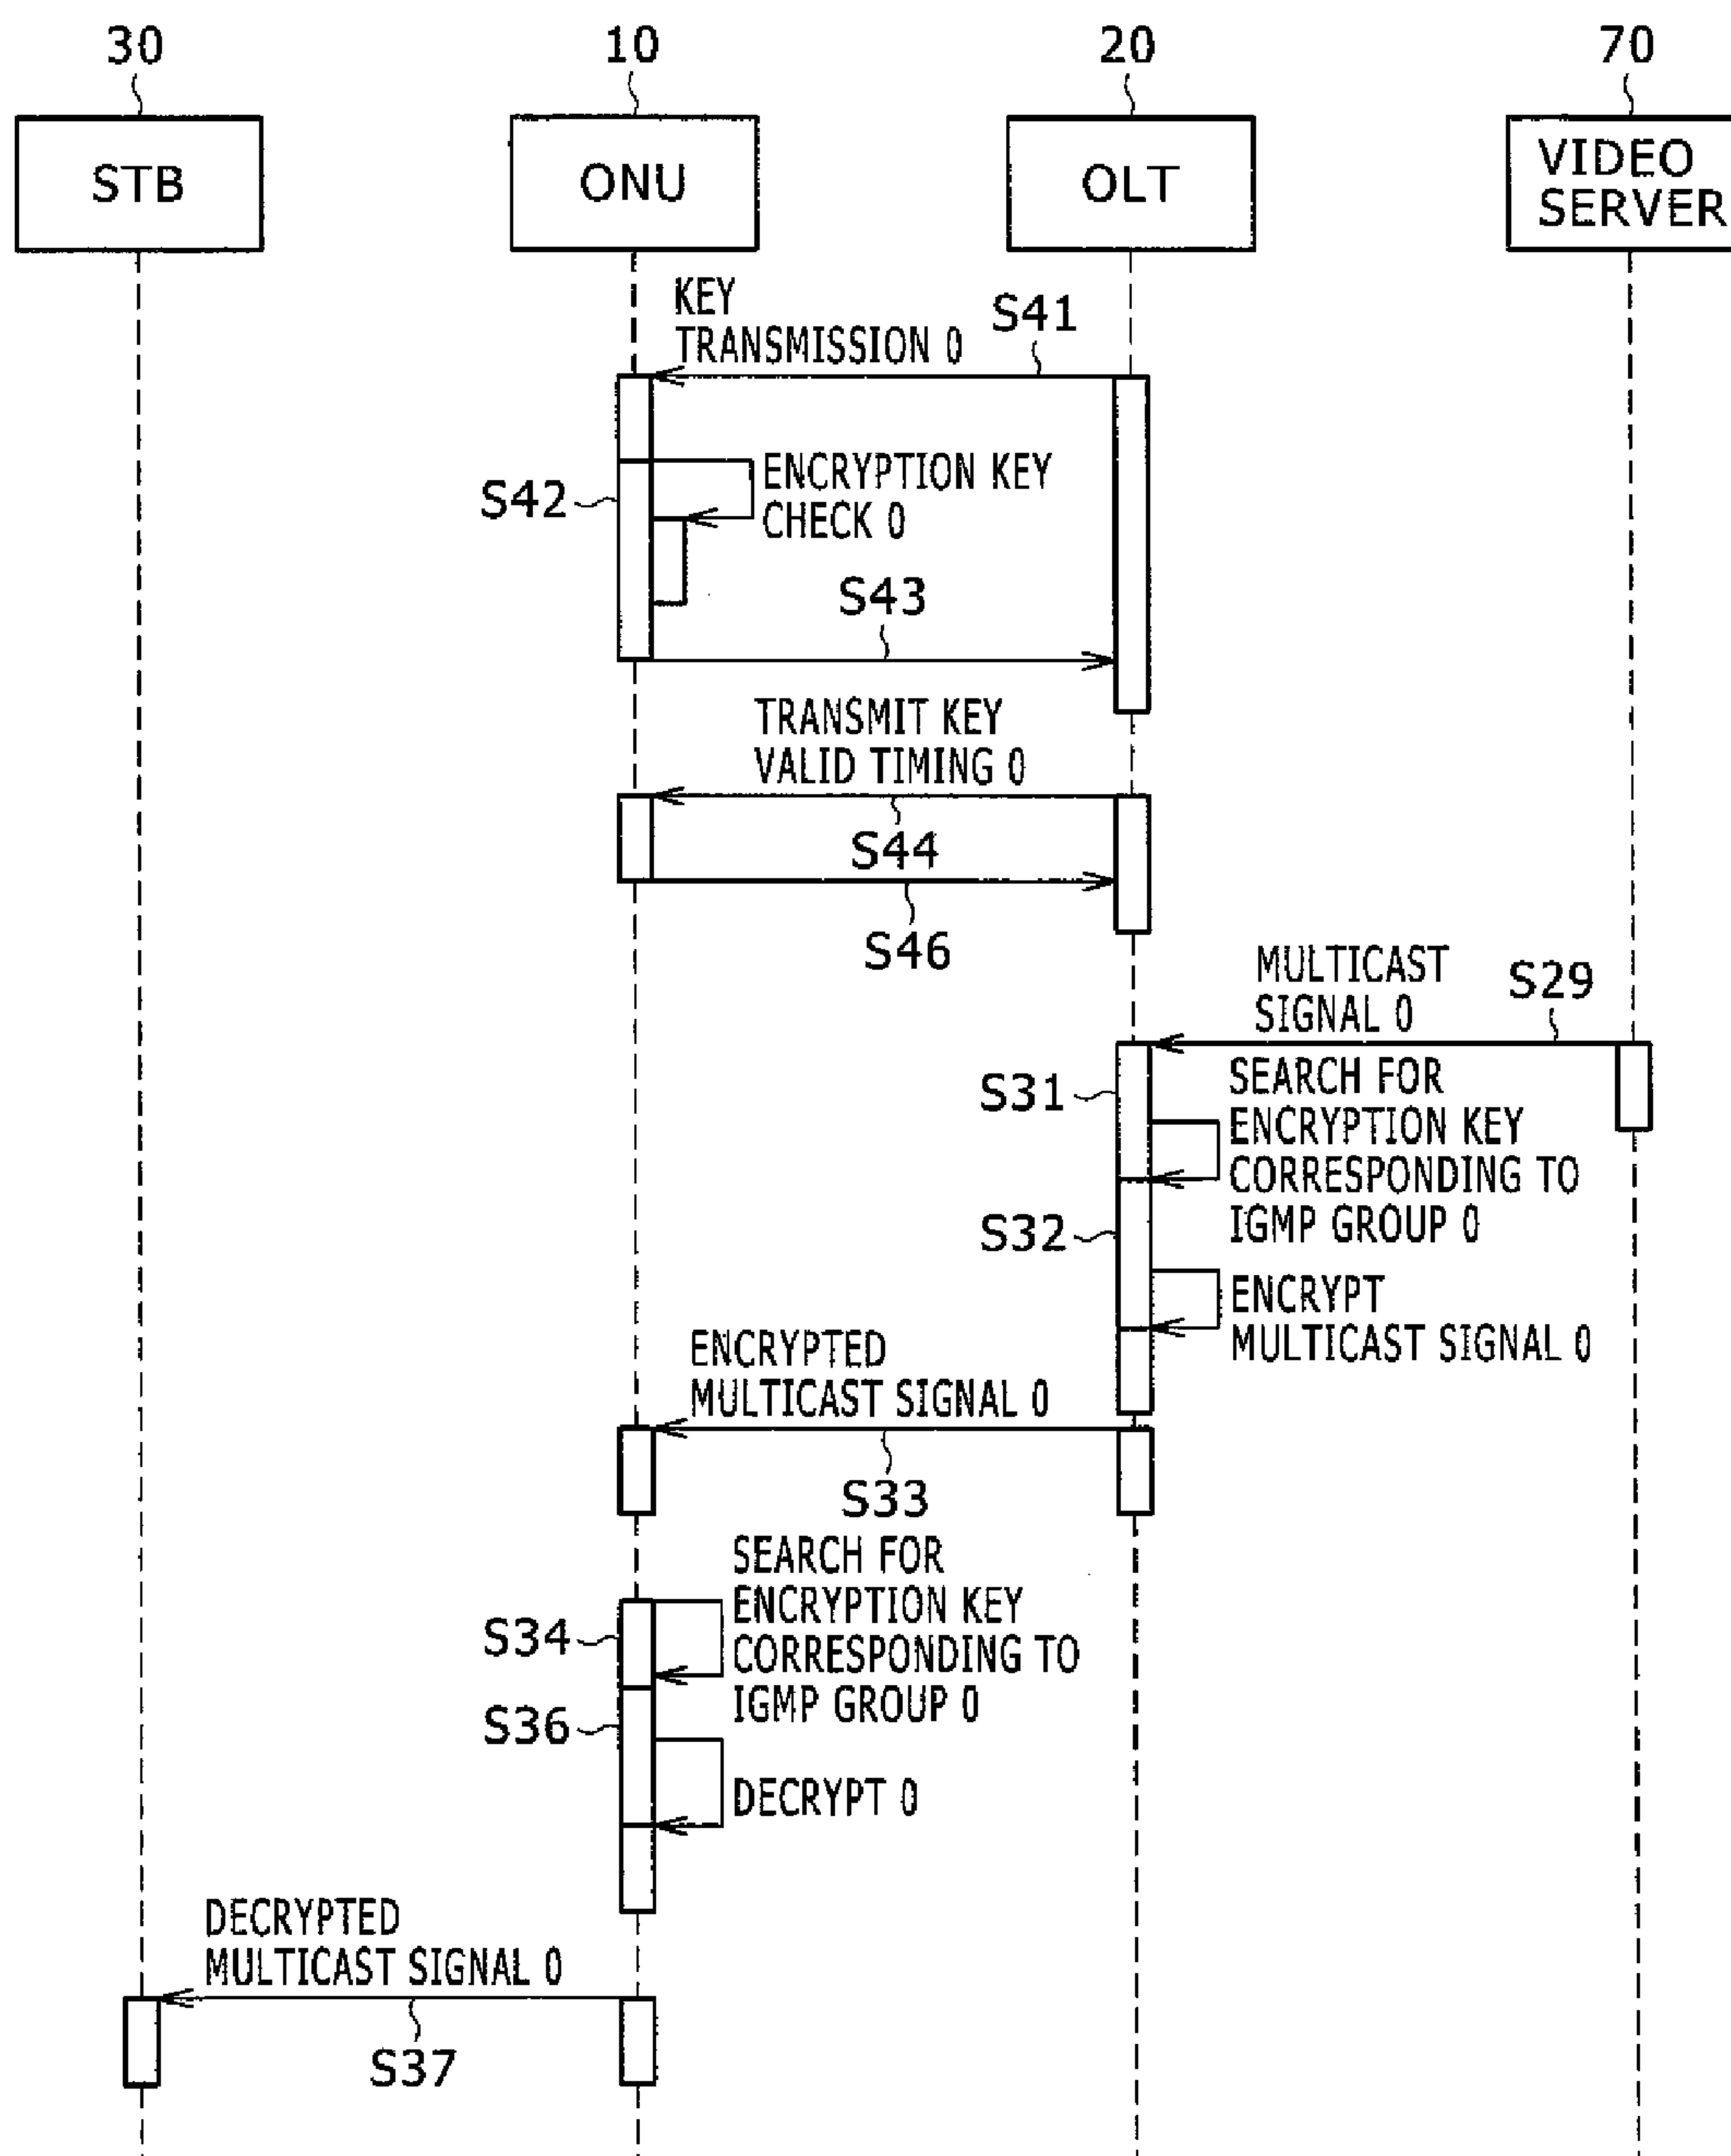 30
10
20
70
STB
ONU
OLT
VIDEO
SERVER
KEY
TRANSMISSION 0
S41
S42
ENCRYPTION KEY
CHECK 0
S43
TRANSMIT KEY
VALID TIMING 0
S44
S46
MULTICAST
SIGNAL 0
S29
S31
SEARCH FOR
ENCRYPTION KEY
CORRESPONDING TO
IGMP GROUP 0
S32
ENCRYPT
MULTICAST SIGNAL 0
ENCRYPTED
MULTICAST SIGNAL 0
S33
SEARCH FOR
ENCRYPTION KEY
CORRESPONDING TO
IGMP GROUP 0
S34
S36
DECRYPT 0
DECRYPTED
MULTICAST SIGNAL 0
S37